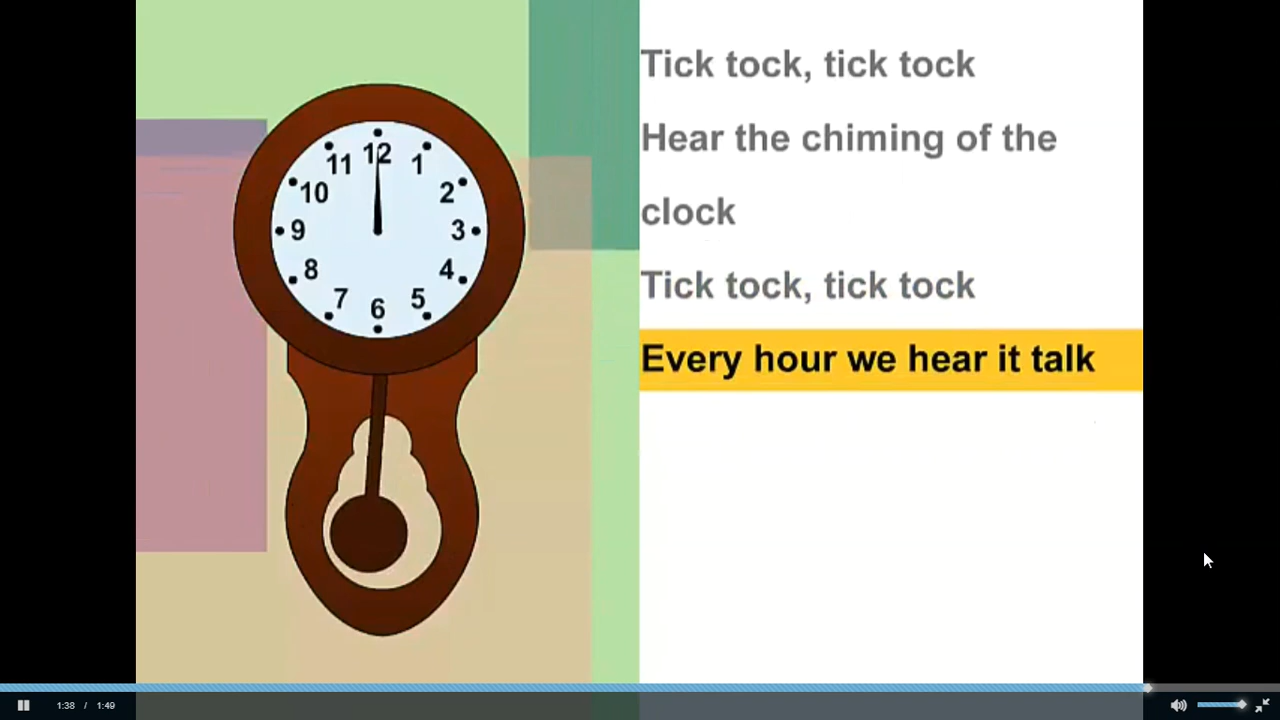 12
11
1
10
2
9
3
8
4
7
5
6
Tick tock, tick tock
Hear the chiming of the
clock
Tick tock, tick tock
Every hour we hear it talk
1:38 / 1:49